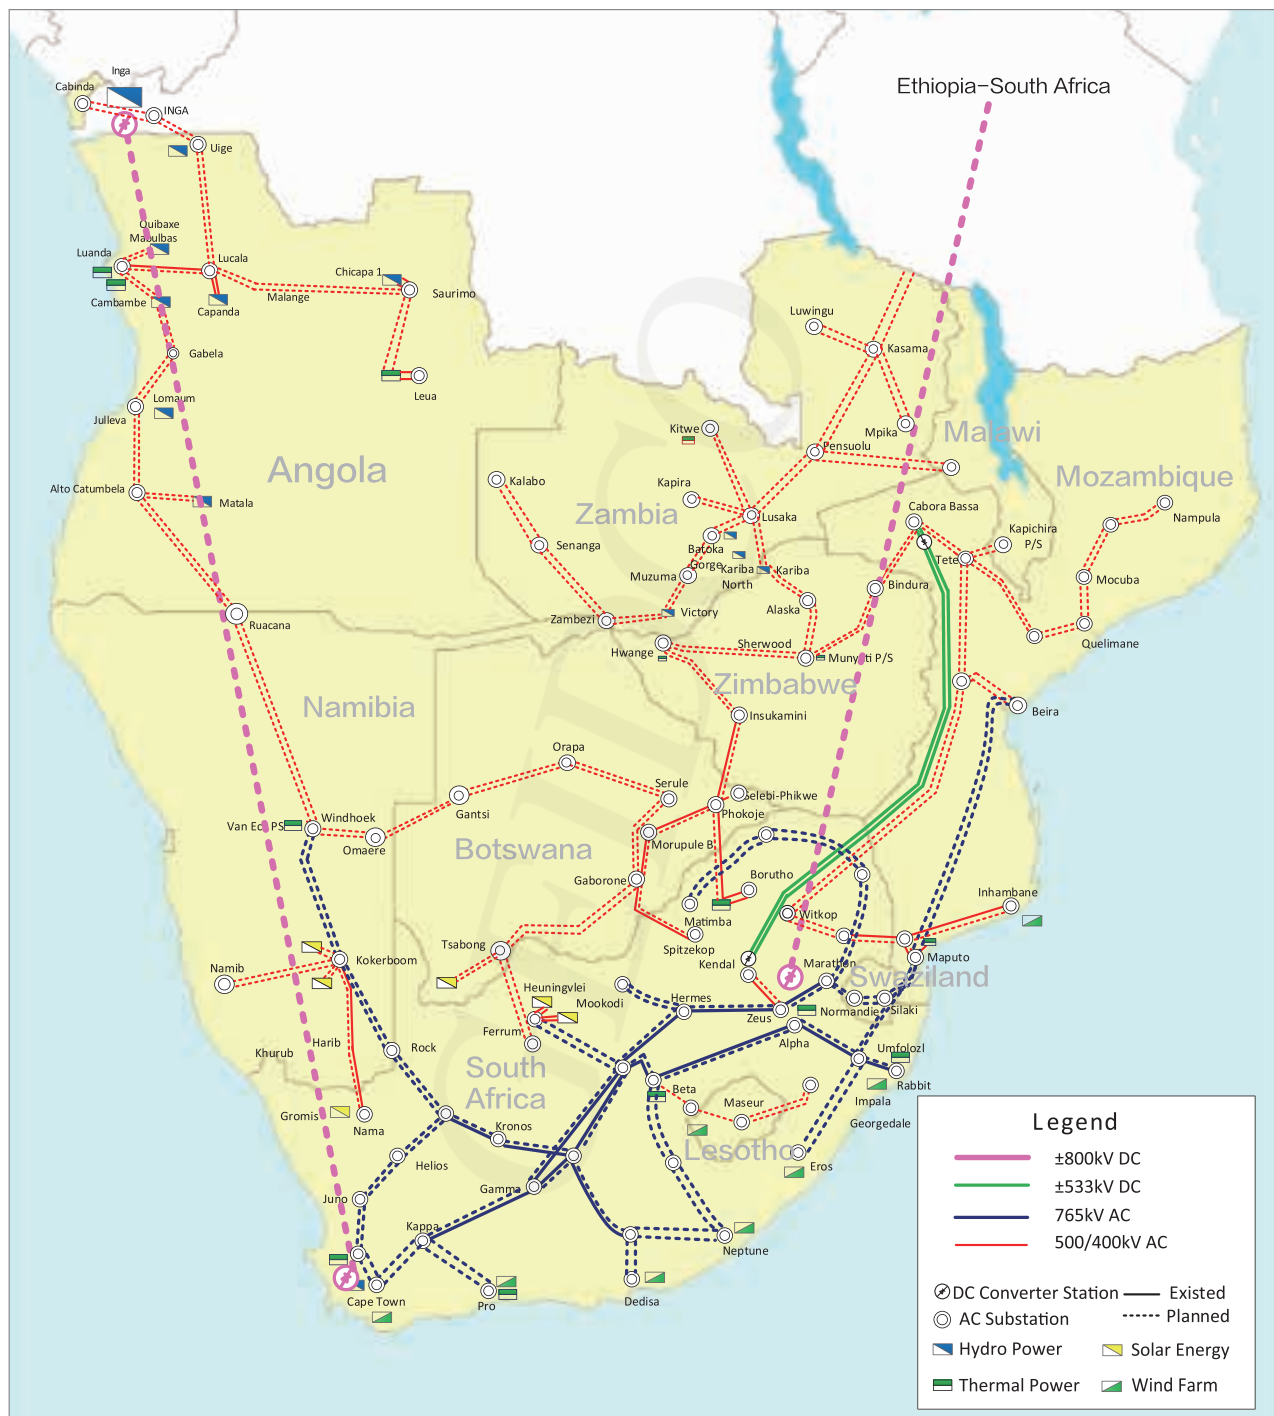 Inga
Cabinda
INGA
Ethiopia–South Africa
Uige
Quibaxe
Mabulbas
Luanda
Lucala
Chicapa 1
Saurimo
Malange
Cambambe
Capanda
Luwingu
Kasama
Gabela
Leua
Lomaum
Julleva
Mpika
Malawi
Kitwe
Pensuolu
Angola
Mozambique
Alto Catumbela
Matala
Kalabo
Kapira
Zambia
Lusaka
Cabora Bassa
Nampula
Kapichira
P/S
Senanga
Batoka
Gorge
Tete
Muzuma
Kariba
North
Kariba
Bindura
Mocuba
Alaska
Victory
Zambezi
Ruacana
Sherwood
Quelimane
Hwange
Munyati P/S
Zimbabwe
Namibia
Insukamini
Beira
Orapa
Serule
Selebi-Phikwe
Gantsi
Phokoje
Windhoek
Van Ec PS
Omaere
Morupule B
Botswana
Gaborone
Borutho
Inhambane
Matimba
Witkop
Tsabong
Spitzekop
Maputo
Kendal
Marathon
Kokerboom
Namib
Swaziland
Heuningvlei
Mookodi
Hermes
Zeus
Normandie
Silaki
Ferrum
Alpha
Harib
Khurub
Rock
Umfolozl
South
Africa
Beta
Rabbit
Maseur
Impala
Gromis
Nama
Georgedale
Kronos
Lesotho
Helios
Eros
Gamma
Juno
Kappa
Neptune
Cape Town
Pro
Dedisa
Legend
±800kV DC
±533kV DC
765kV AC
500/400kV AC
DC Converter Station
Existed
AC Substation
Planned
Hydro Power
Solar Energy
Thermal Power
Wind Farm